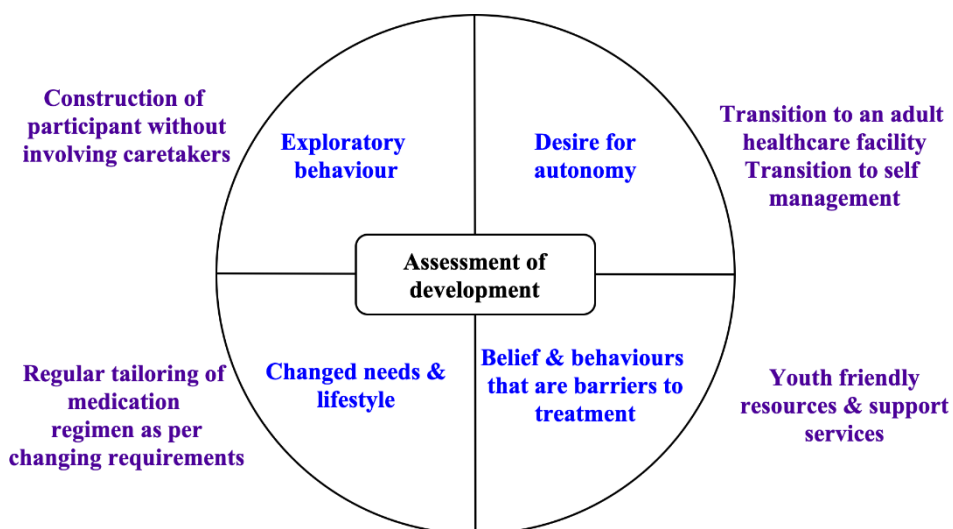 Construction of
participant without
involving caretakers
Exploratory
behaviour
Desire for
autonomy
Transition to an adult
healthcare facility
Transition to self
management
Assessment of
development
Regular tailoring of
medication
regimen as per
changing requirements
Changed needs &
lifestyle
Belief & behaviours
that are barriers to
treatment
Youth friendly
resources & support
services